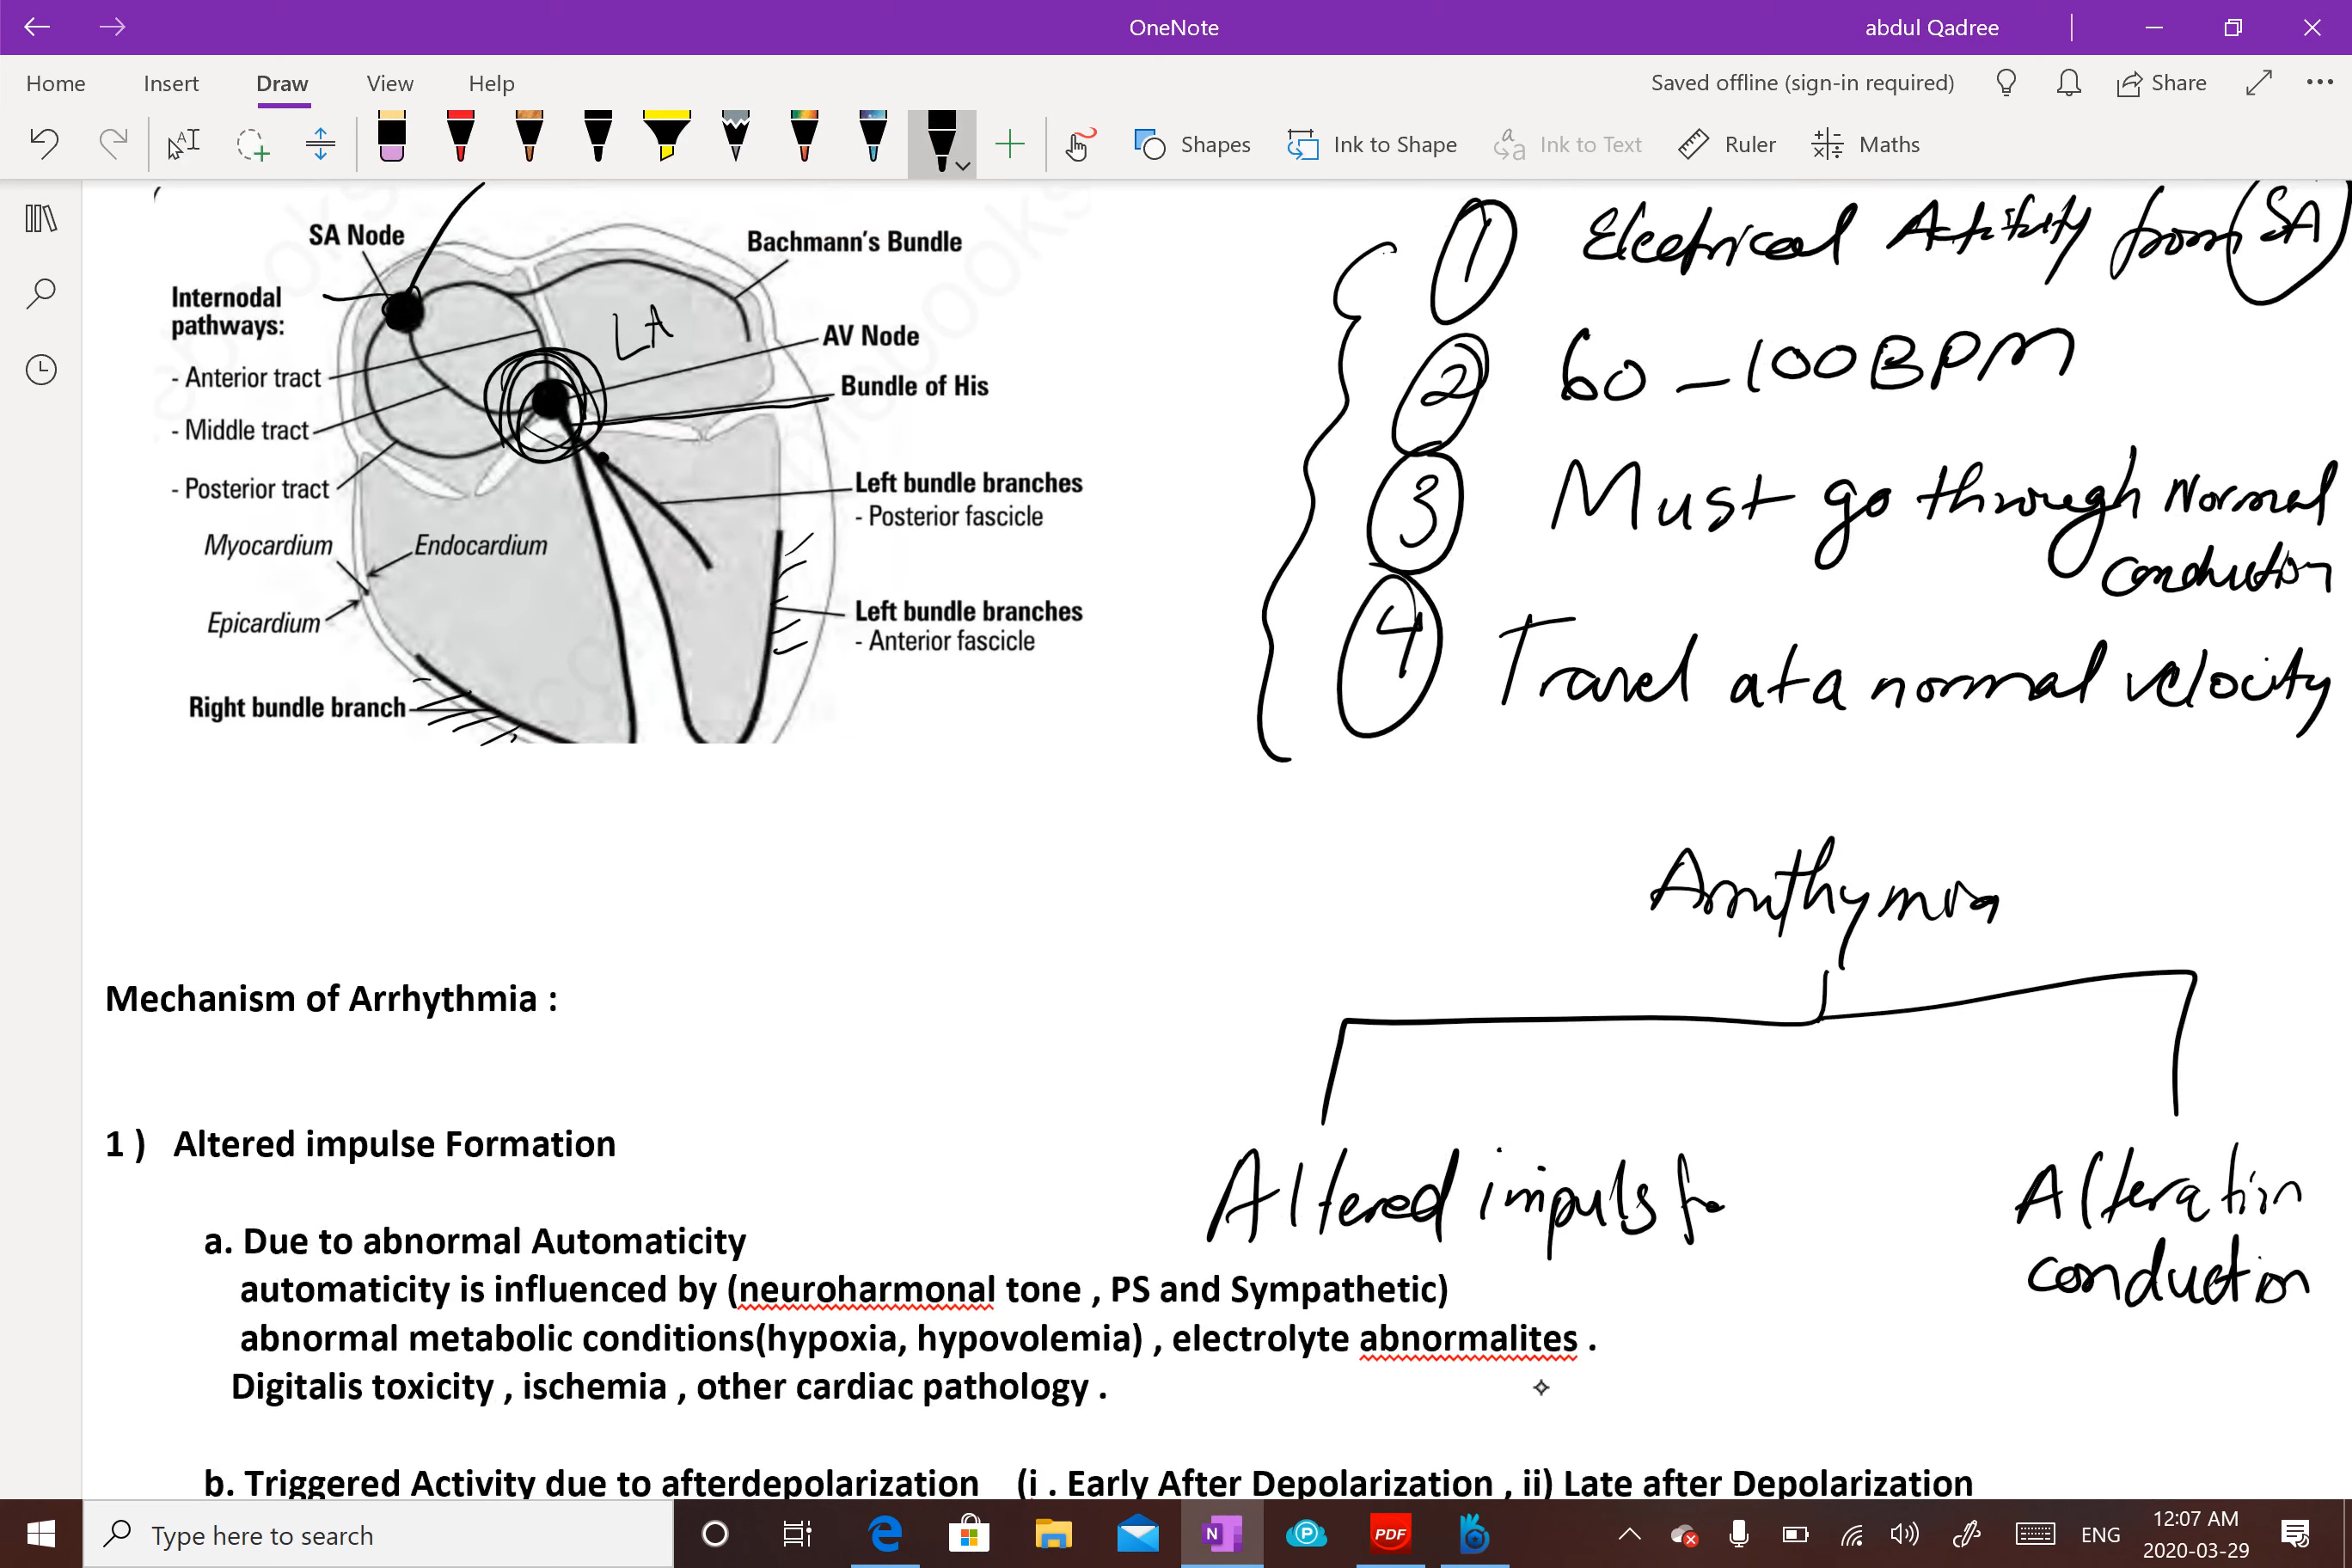 OneNote
abdul Qadree
Home Insert Draw View Help
Saved offline (sign-in required)
Share
Shapes
Ink to Shape
Ink to Text
Ruler
Maths
SA Node
Bachmann's Bundle
Internodal
pathways:
LA
AV Node
- Anterior tract
Bundle of His
- Middle tract
- Posterior tract
Left bundle branches
- Posterior fascicle
Myocardium
Endocardium
Epicardium
Left bundle branches
- Anterior fascicle
Right bundle branch
1 Electrical Activity from SA
2 60 - 100 BPM
3 Must go through Normal
conduction
4 Travel at a normal velocity
Mechanism of Arrhythmia :
1 ) Altered impulse Formation
Altered impuls fo
Alteration
conduction
a. Due to abnormal Automaticity
automaticity is influenced by (neuroharmonal tone , PS and Sympathetic)
abnormal metabolic conditions(hypoxia, hypovolemia) , electrolyte abnormalites .
Digitalis toxicity , ischemia , other cardiac pathology .
b. Triggered Activity due to afterdepolarization (i . Early After Depolarization , ii) Late after Depolarization
Type here to search
PDF
ENG
12:07 AM
2020-03-29